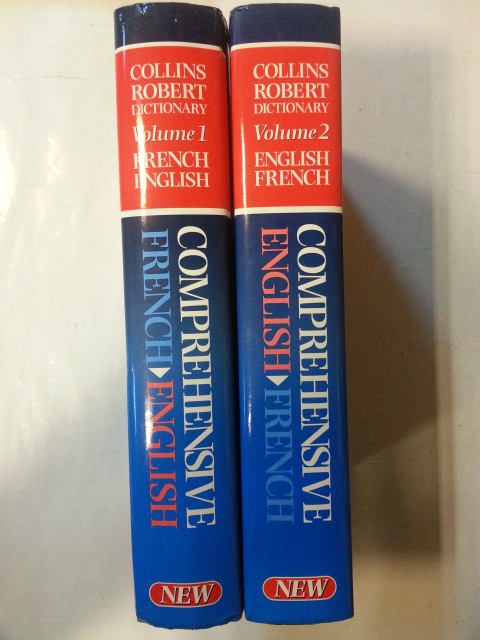 COLLINS
ROBERT
DICTIONARY
Volume 1
FRENCH
ENGLISH
COMPREHENSIVE
FRENCH ENGLISH
NEW
COLLINS
ROBERT
DICTIONARY
Volume 2
ENGLISH
FRENCH
COMPREHENSIVE
ENGLISH FRENCH
NEW